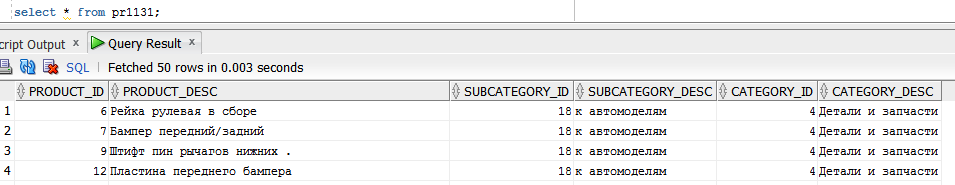 select * from pr1131;
cript Output x Query Result x
SQL | Fetched 50 rows in 0.003 seconds
PRODUCT_ID PRODUCT_DESC SUBCATEGORY_ID SUBCATEGORY_DESC CATEGORY_ID CATEGORY_DESC
1 6 Рейка рулевая в сборе 18 к автомоделям 4 Детали и запчасти
2 7 Бампер передний/задний 18 к автомоделям 4 Детали и запчасти
3 9 Штифт пин рычагов нижних . 18 к автомоделям 4 Детали и запчасти
4 12 Пластина переднего бампера 18 к автомоделям 4 Детали и запчасти